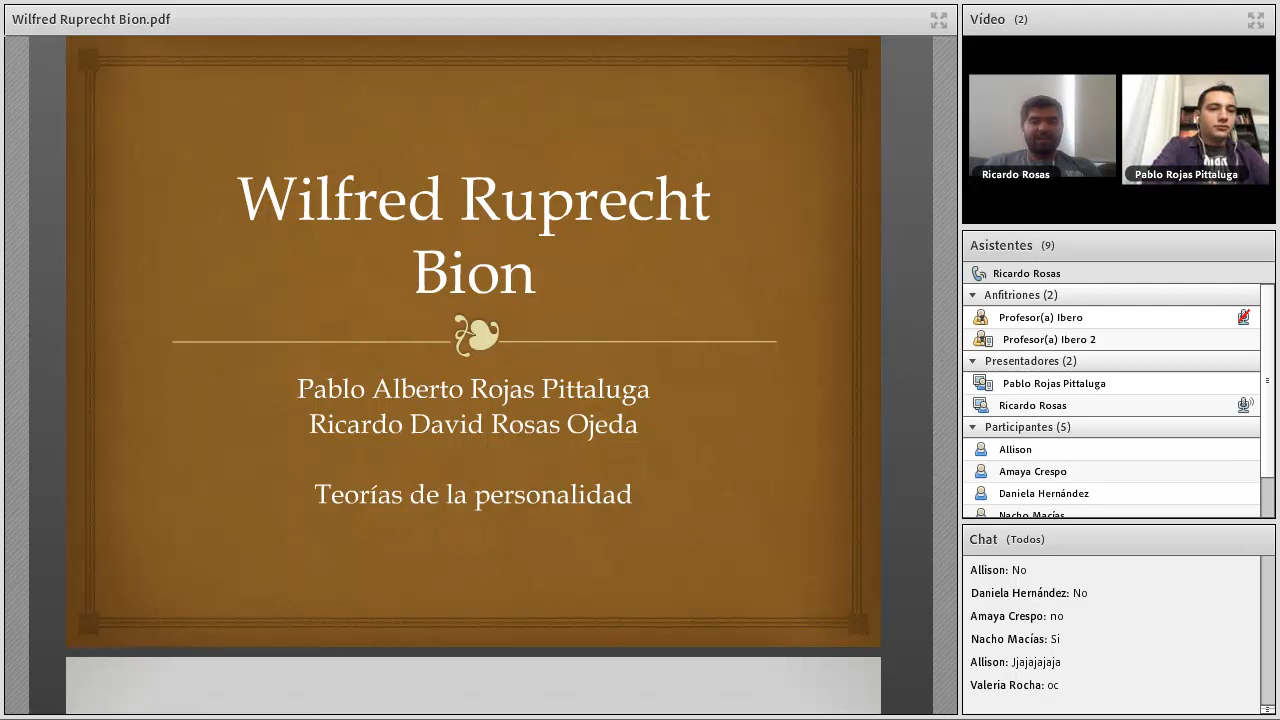 Wilfred Ruprecht Bion.pdf
Wilfred Ruprecht
Bion
Pablo Alberto Rojas Pittaluga
Ricardo David Rosas Ojeda
Teorías de la personalidad
Vídeo (2)
Ricardo Rosas
Pablo Rojas Pittaluga
Asistentes (9)
Ricardo Rosas
Anfitriones (2)
Profesor(a) Ibero
Profesor(a) Ibero 2
Presentadores (2)
Pablo Rojas Pittaluga
Ricardo Rosas
Participantes (5)
Allison
Amaya Crespo
Daniela Hernández
Nacho Macías
Chat (Todos)
Allison: No
Daniela Hernández: No
Amaya Crespo: no
Nacho Macías: Si
Allison: Jjajajajaja
Valeria Rocha: oc